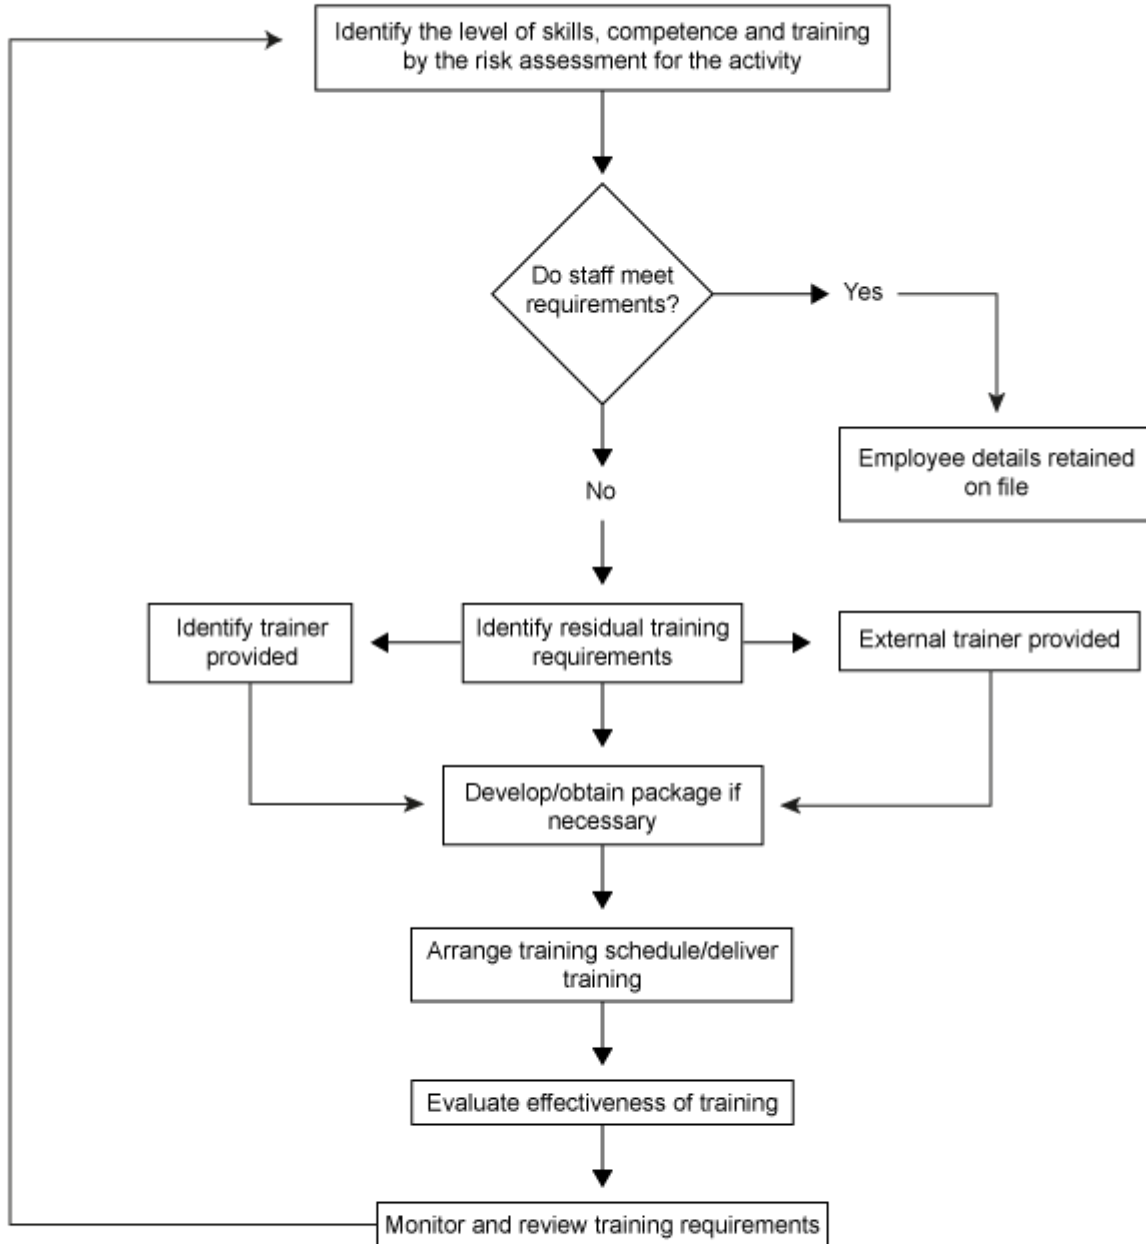 Identify the level of skills, competence and training
by the risk assessment for the activity
Do staff meet
requirements?
Yes
Employee details retained
on file
No
Identify trainer
provided
Identify residual training
requirements
External trainer provided
Develop/obtain package if
necessary
Arrange training schedule/deliver
training
Evaluate effectiveness of training
Monitor and review training requirements